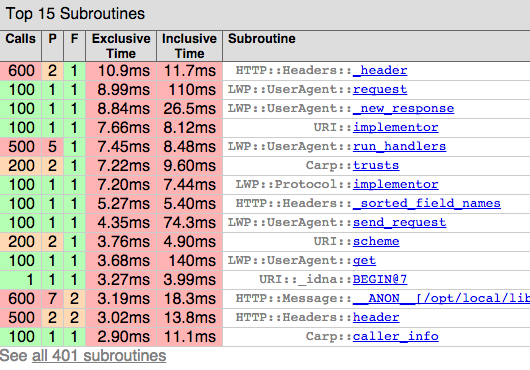 Top 15 Subroutines
Calls P F Exclusive Time Inclusive Time Subroutine
600 2 1 10.9ms 11.7ms HTTP::Headers::_header
100 1 1 8.99ms 110ms LWP::UserAgent::request
100 1 1 8.84ms 26.5ms LWP::UserAgent::_new_response
100 1 1 7.66ms 8.12ms URI::implementor
500 5 1 7.45ms 8.48ms LWP::UserAgent::run_handlers
200 2 1 7.22ms 9.60ms Carp::trusts
100 1 1 7.20ms 7.44ms LWP::Protocol::implementor
100 1 1 5.27ms 5.40ms HTTP::Headers::_sorted_field_names
100 1 1 4.35ms 74.3ms LWP::UserAgent::send_request
200 2 1 3.76ms 4.90ms URI::scheme
100 1 1 3.68ms 140ms LWP::UserAgent::get
1 1 1 3.27ms 3.99ms URI::_idna::BEGIN@7
600 7 2 3.19ms 18.3ms HTTP::Message::__ANON__[/opt/local/lib
500 2 2 3.02ms 13.8ms HTTP::Headers::header
100 1 1 2.90ms 11.1ms Carp::caller_info
See all 401 subroutines